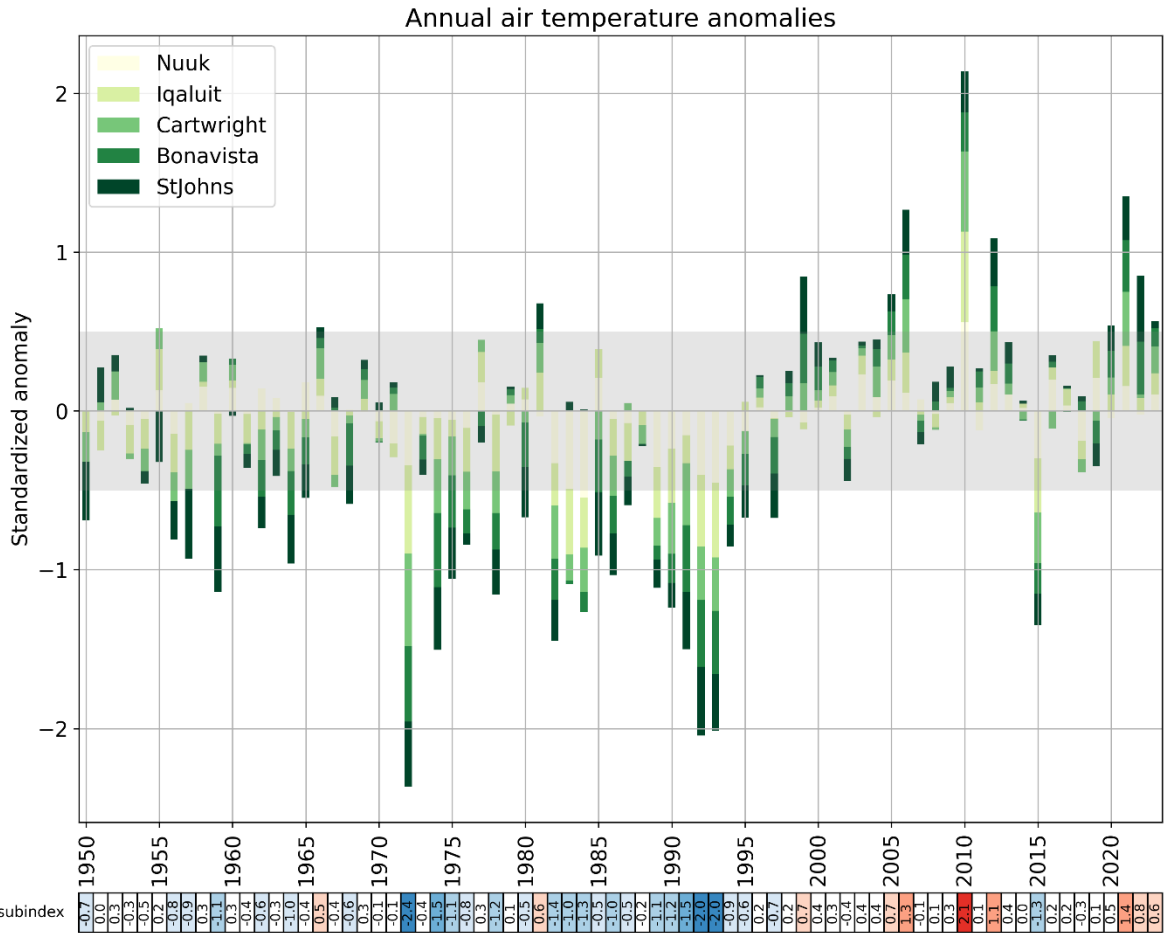 Annual air temperature anomalies
Nuuk
Iqaluit
Cartwright
Bonavista
StJohns
Standardized anomaly
2
1
0
−1
−2
1950 1955 1960 1965 1970 1975 1980 1985 1990 1995 2000 2005 2010 2015 2020
subindex -0.7 0.0 0.3 -0.3 -0.5 0.2 -0.8 -0.9 0.3 -1.1 0.3 -0.4 -0.6 -0.3 -1.0 -0.4 0.5 -0.4 -0.6 0.3 -0.1 -0.1 -2.4 -0.4 -1.5 -1.1 -0.8 0.3 -1.2 0.1 -0.5 0.6 -1.4 -1.0 -1.3 -0.5 -1.0 -0.5 -0.2 -1.1 -1.2 -1.5 -2.0 -2.0 -0.9 -0.6 0.2 -0.7 0.2 0.7 0.4 0.3 -0.4 0.4 0.4 0.7 1.3 -0.1 0.1 0.3 2.1 0.1 1.1 0.4 0.0 -1.3 0.2 0.2 -0.3 0.1 0.5 1.4 0.8 0.6